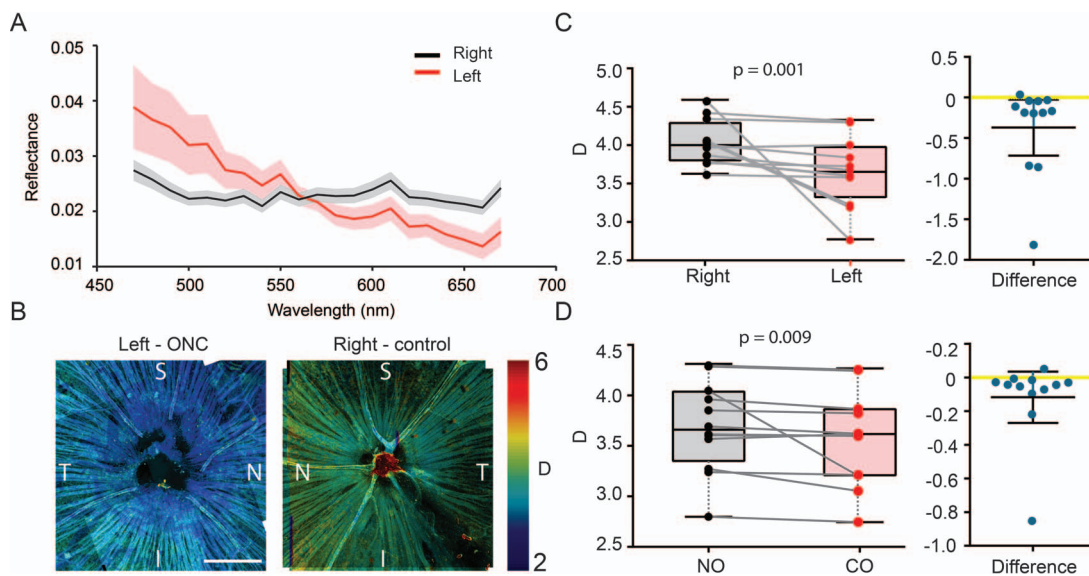 A
0.05
0.04
0.03
0.02
0.01
Reflectance
Right
Left
450
500
550
600
650
700
Wavelength (nm)
B
Left - ONC
Right - control
S
T
N
I
S
N
T
I
6
D
2
C
p = 0.001
5.0
4.5
4.0
3.5
3.0
2.5
D
Right
Left
0
-0.5
-1.0
-1.5
-2.0
Difference
D
p = 0.009
4.5
4.0
3.5
3.0
2.5
D
NO
CO
-0.2
0
-0.2
-0.4
-0.6
-0.8
-1.0
Difference